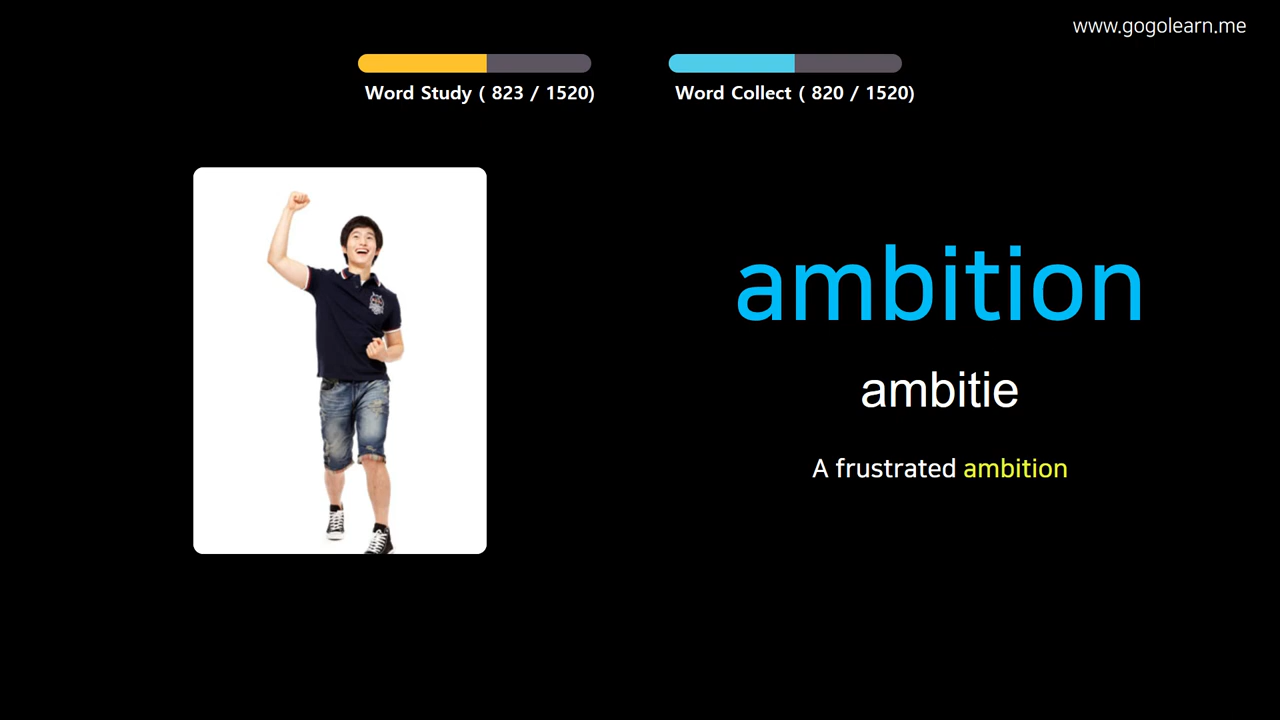 www.gogolearn.me
Word Study ( 823 / 1520)
Word Collect ( 820 / 1520)
ambition
ambitie
A frustrated ambition